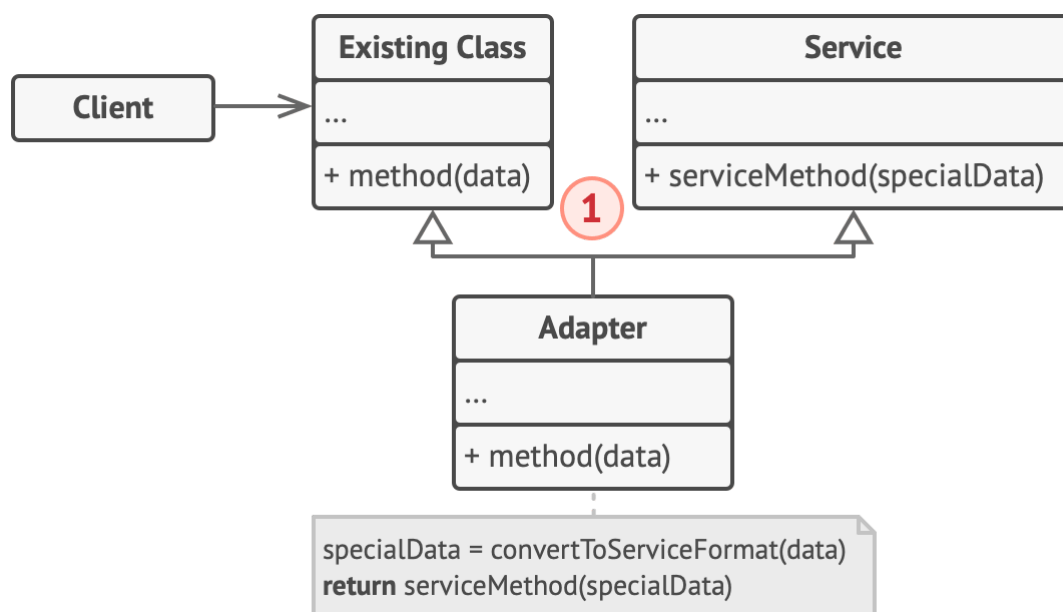 Existing Class
Service
Client
...
...
+ method(data)
+ serviceMethod(specialData)
1
Adapter
...
+ method(data)
specialData = convertToServiceFormat(data)
return serviceMethod(specialData)